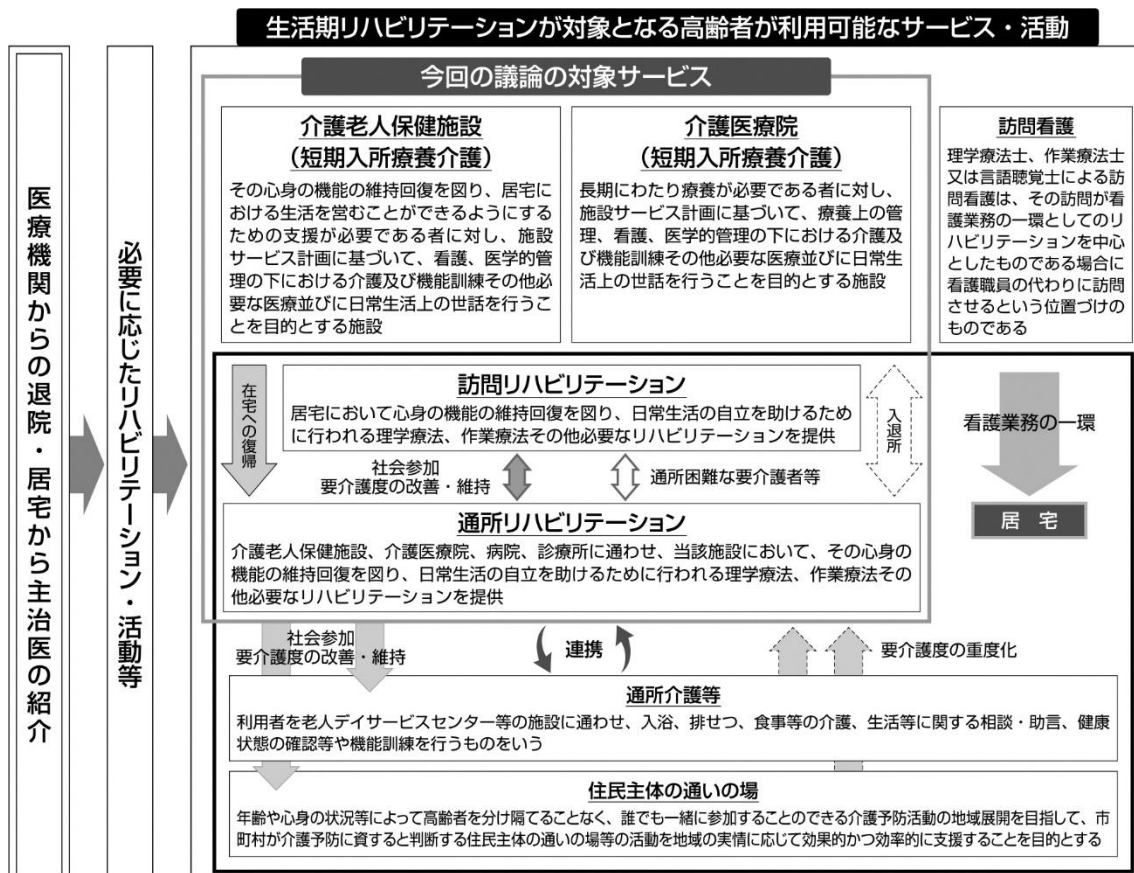 生活期リハビリテーションが対象となる高齢者が利用可能なサービス・活動
今回の議論の対象サービス
医療機関からの退院・居宅から主治医の紹介
必要に応じたリハビリテーション・活動等
介護老人保健施設
（短期入所療養介護）
その心身の機能の維持回復を図り、居宅に
おける生活を営むことができるようにする
ための支援が必要である者に対し、施設
サービス計画に基づいて、看護、医学的管
理の下における介護及び機能訓練その他必
要な医療並びに日常生活上の世話を行うこ
とを目的とする施設
介護医療院
（短期入所療養介護）
長期にわたり療養が必要である者に対し、
施設サービス計画に基づいて、療養上の管
理、看護、医学的管理の下における介護
及び機能訓練その他必要な医療並びに日常生
活上の世話を行うことを目的とする施設
訪問看護
理学療法士、作業療法士
又は言語聴覚士による訪
問看護は、その訪問が看
護業務の一環としてのリ
ハビリテーションを中心
としたものである場合に
看護職員の代わりに訪問
させるという位置づけの
ものである
在宅への復帰
訪問リハビリテーション
居宅において心身の機能の維持回復を図り、日常生活の自立を助けるため
に行われる理学療法、作業療法その他必要なリハビリテーションを提供
入退所
看護業務の一環
居 宅
社会参加
要介護度の改善・維持
通所困難な要介護者等
通所リハビリテーション
介護老人保健施設、介護医療院、病院、診療所に通わせ、当該施設において、その心身の
機能の維持回復を図り、日常生活の自立を助けるために行われる理学療法、作業療法その
他必要なリハビリテーションを提供
社会参加
要介護度の改善・維持
連携
要介護度の重度化
通所介護等
利用者を老人デイサービスセンター等の施設に通わせ、入浴、排せつ、食事等の介護、生活等に関する相談・助言、健康
状態の確認等や機能訓練を行うものをいう
住民主体の通いの場
年齢や心身の状況等によって高齢者を分け隔てることなく、誰でも一緒に参加することのできる介護予防活動の地域展開を目指して、市
町村が介護予防に資すると判断する住民主体の通いの場等の活動を地域の実情に応じて効果的かつ効率的に支援することを目的とする